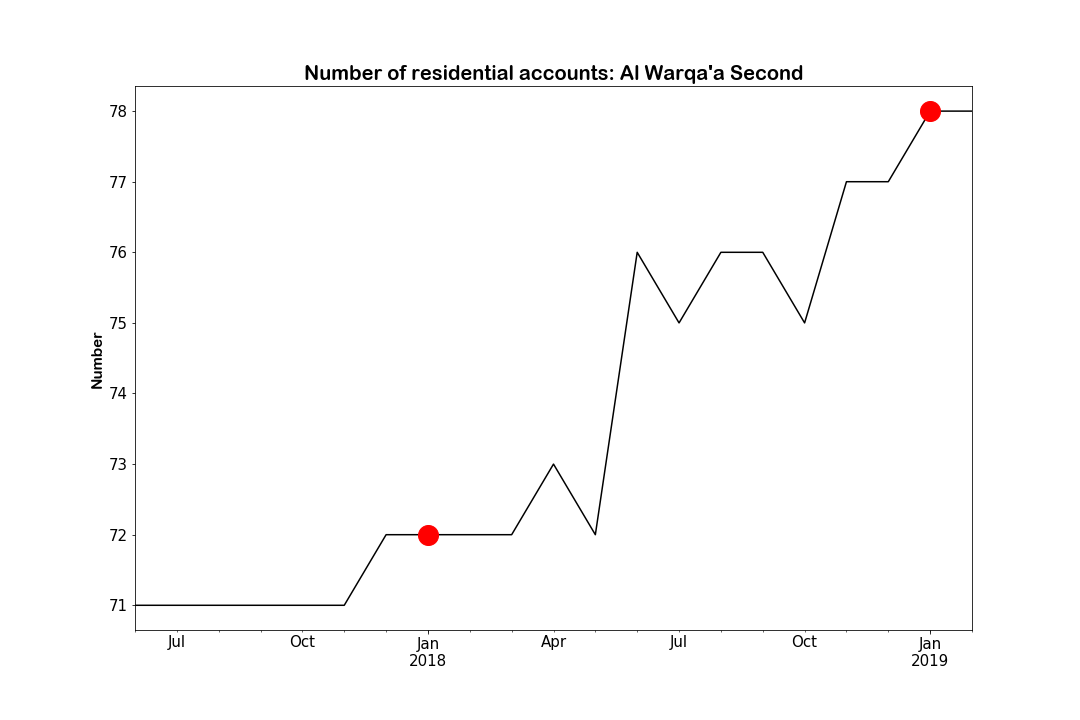 Number of residential accounts: Al Warqa'a Second
Number
78
77
76
75
74
73
72
71
Jul
Oct
Jan
2018
Apr
Jul
Oct
Jan
2019